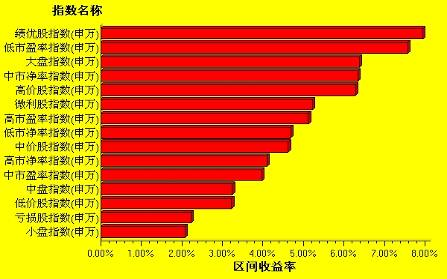 指数名称
绩优股指数(申万)
低市盈率指数(申万)
大盘指数(申万)
中市净率指数(申万)
高价股指数(申万)
微利股指数(申万)
高市盈率指数(申万)
低市净率指数(申万)
中价股指数(申万)
高市净率指数(申万)
中市盈率指数(申万)
中盘指数(申万)
低价股指数(申万)
亏损股指数(申万)
小盘指数(申万)
0.00% 1.00% 2.00% 3.00% 4.00% 5.00% 6.00% 7.00% 8.00%
区间收益率